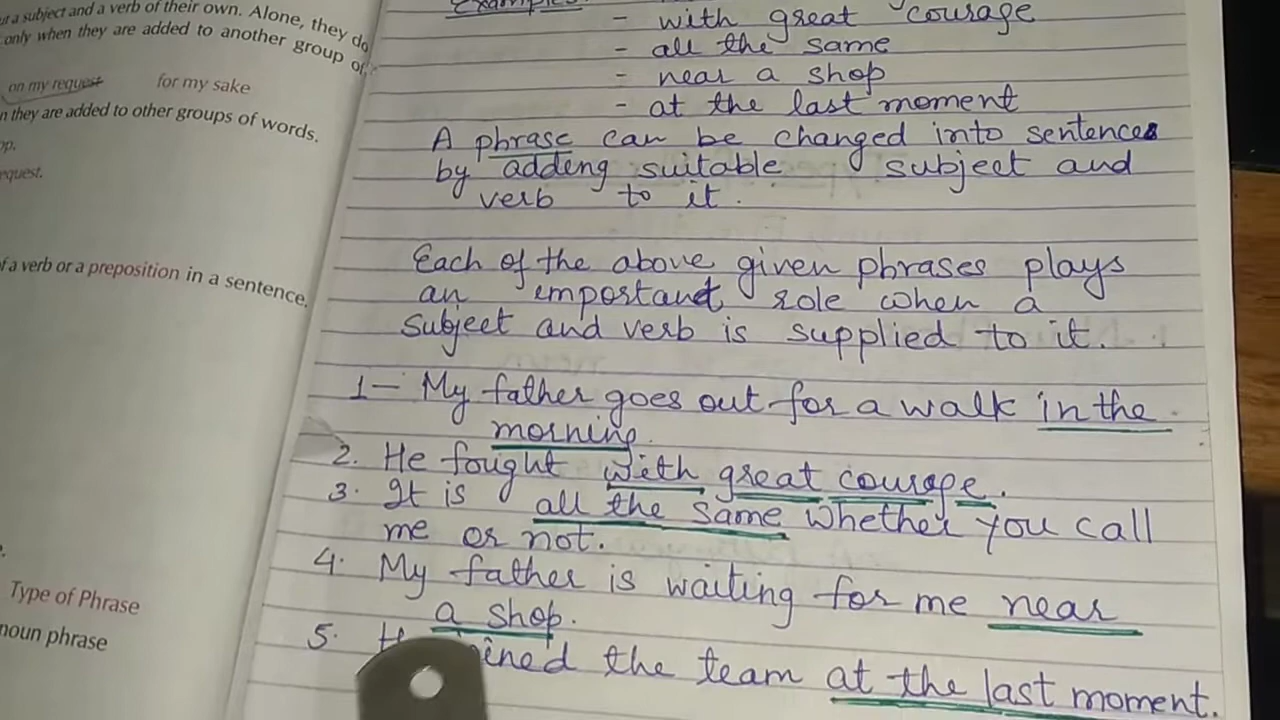 ut a subject and a verb of their own. Alone, they do
only when they are added to another group of
on my request for my sake
n they are added to other groups of words.
op.
equest.
of a verb or a preposition in a sentence.
Type of Phrase
noun phrase
Examples:
- with great courage
- all the same
- near a shop
- at the last moment
A phrase can be changed into sentences
by addeng suitable subject and
verb to it.
Each of the above given phrases plays
an emportant role when a
subject and verb is supplied to it.
1- My father goes out for a walk in the
morning.
2. He fought with great courage.
3. It is all the same whether you call
me or not.
4. My father is waiting for me near
a shop.
5. the team at the last moment.